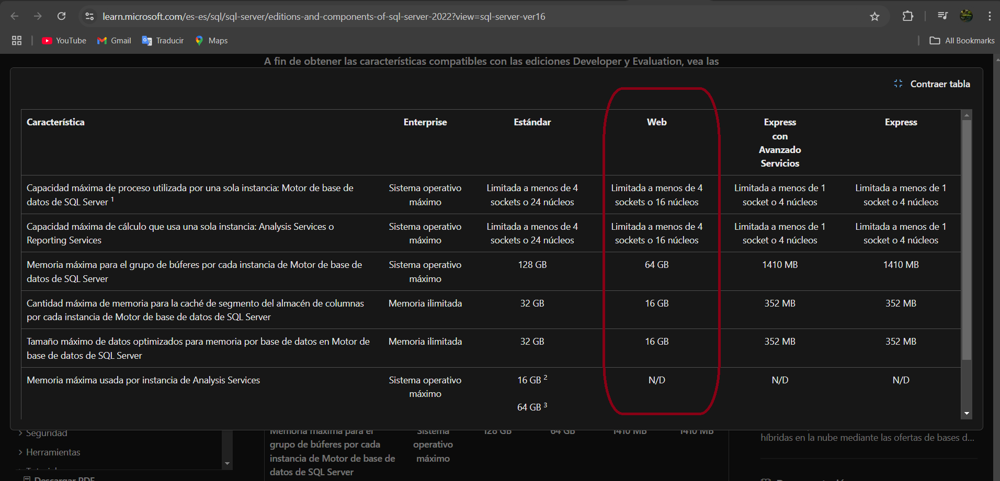 learn.microsoft.com/es-es/sql/sql-server/editions-and-components-of-sql-server-2022?view=sql-server-ver16
YouTube Gmail Traducir Maps All Bookmarks
A fin de obtener las características compatibles con las ediciones Developer y Evaluation, vea las
Contraer tabla
Característica Enterprise Estándar Web Express Express
con
Avanzado
Servicios
Capacidad máxima de proceso utilizada por una sola instancia: Motor de base de Sistema operativo Limitada a menos de 4 Limitada a menos de 4 Limitada a menos de 1 Limitada a menos de 1
datos de SQL Server 1 máximo sockets o 24 núcleos sockets o 16 núcleos socket o 4 núcleos socket o 4 núcleos
Capacidad máxima de cálculo que usa una sola instancia: Analysis Services o Sistema operativo Limitada a menos de 4 Limitada a menos de 4 Limitada a menos de 1 Limitada a menos de 1
Reporting Services máximo sockets o 24 núcleos sockets o 16 núcleos socket o 4 núcleos socket o 4 núcleos
Memoria máxima para el grupo de búferes por cada instancia de Motor de base de Sistema operativo 128 GB 64 GB 1410 MB 1410 MB
datos de SQL Server máximo
Cantidad máxima de memoria para la caché de segmento del almacén de columnas Memoria ilimitada 32 GB 16 GB 352 MB 352 MB
por cada instancia de Motor de base de datos de SQL Server
Tamaño máximo de datos optimizados para memoria por base de datos en Motor de Memoria ilimitada 32 GB 16 GB 352 MB 352 MB
base de datos de SQL Server
Memoria máxima usada por instancia de Analysis Services Sistema operativo 16 GB 2 N/D N/D N/D
máximo
64 GB 3
Seguridad Memoria máxima para el Sistema 128 GB 64 GB 1410 MB 1410 MB
híbridas en la nube mediante las ofertas de bases d...
grupo de búferes por cada operativo
Herramientas
instancia de Motor de base de máximo
datos de SQL Server
Descargar PDF